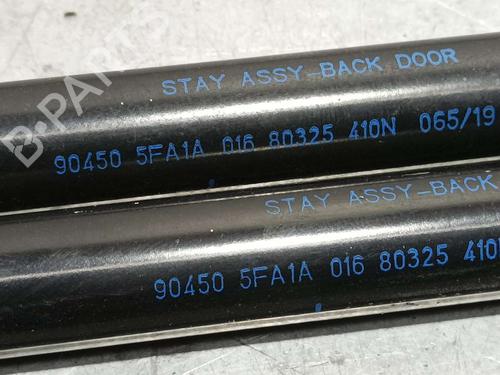 STAY ASSY-BACK DOOR
90450 5FA1A 016 80325 410N 065/19
STAY ASSY-BACK
90450 5FA1A 016 80325 410N
B-PARTS